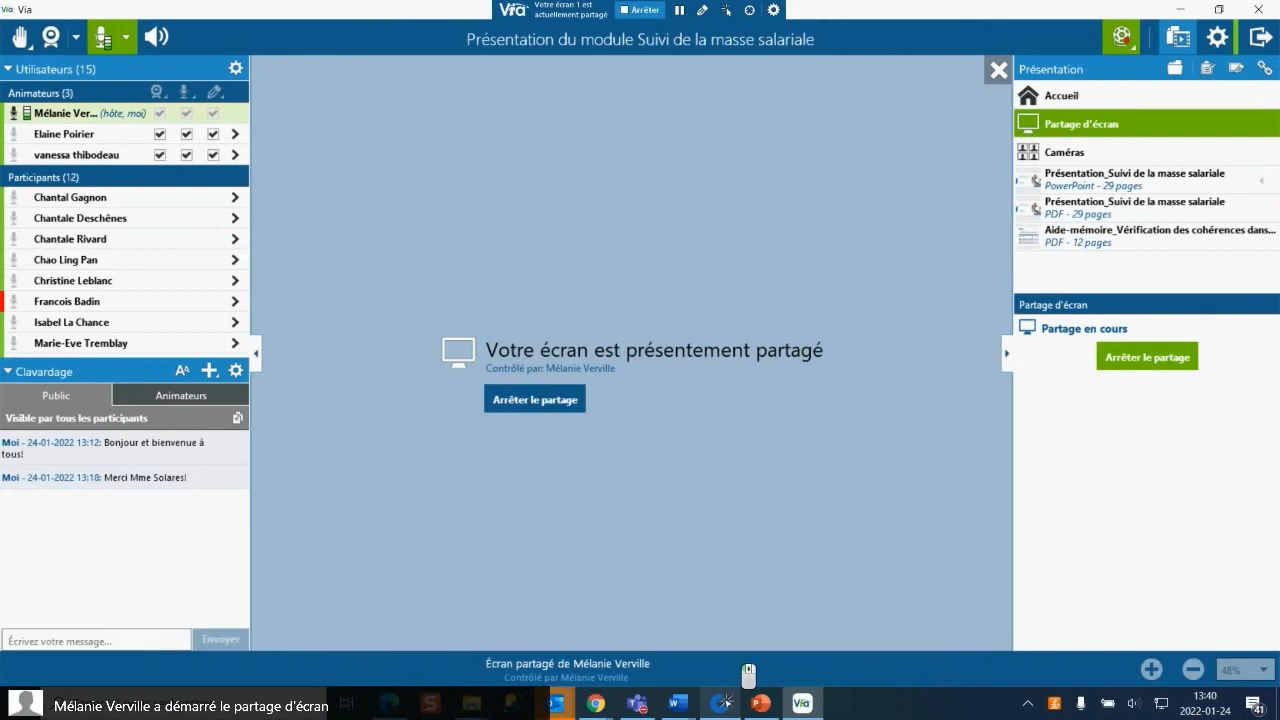 Via
Via
Votre écran 1 est
actuellement partagé
Arrêter
Présentation du module Suivi de la masse salariale
Utilisateurs (15)
Animateurs (3)
Mélanie Ver... (hôte, moi)
Elaine Poirier
vanessa thibodeau
Participants (12)
Chantal Gagnon
Chantale Deschênes
Chantale Rivard
Chao Ling Pan
Christine Leblanc
Francois Badin
Isabel La Chance
Marie-Eve Tremblay
Clavardage
Public
Animateurs
Visible par tous les participants
Moi - 24-01-2022 13:12: Bonjour et bienvenue à
tous!
Moi - 24-01-2022 13:18: Merci Mme Solares!
Écrivez votre message...
Envoyer
Votre écran est présentement partagé
Contrôlé par: Mélanie Verville
Arrêter le partage
Présentation
Accueil
Partage d'écran
Caméras
Présentation_Suivi de la masse salariale
PowerPoint - 29 pages
Présentation_Suivi de la masse salariale
PDF - 29 pages
Aide-mémoire_Vérification des cohérences dans...
PDF - 12 pages
Partage d'écran
Partage en cours
Arrêter le partage
Écran partagé de Mélanie Verville
Contrôlé par Mélanie Verville
48%
Mélanie Verville a démarré le partage d'écran
Via
13:40
2022-01-24
41